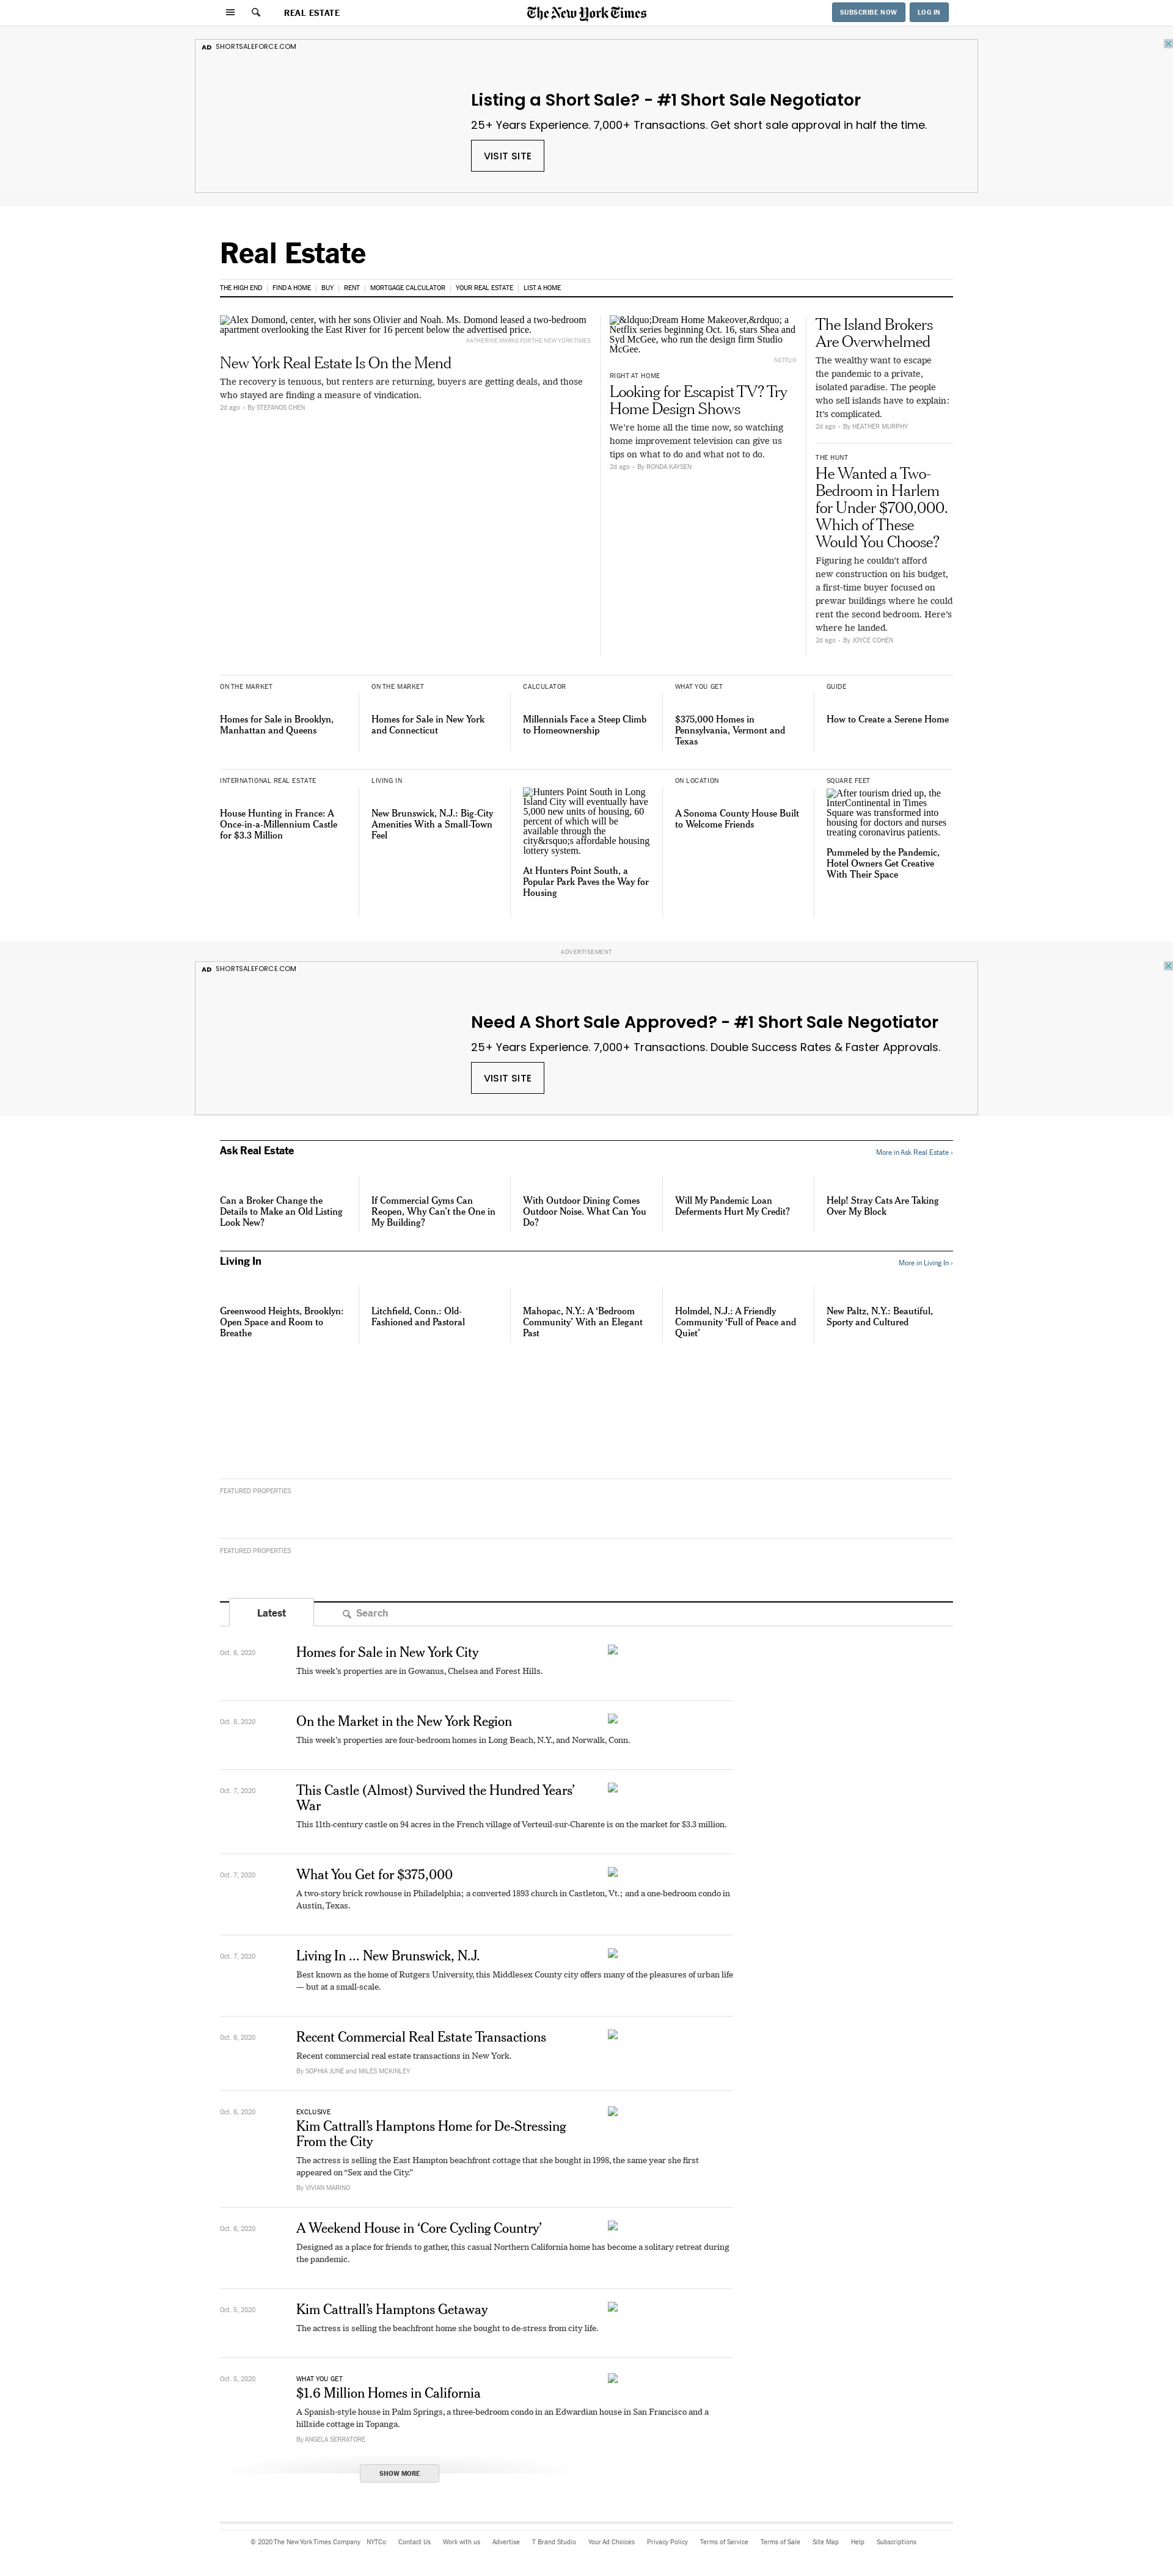 REAL ESTATE
The New York Times
SUBSCRIBE NOW
LOG IN
AD SHORTSALEFORCE.COM
Listing a Short Sale? - #1 Short Sale Negotiator
25+ Years Experience. 7,000+ Transactions. Get short sale approval in half the time.
VISIT SITE
Real Estate
THE HIGH END | FIND A HOME | BUY | RENT | MORTGAGE CALCULATOR | YOUR REAL ESTATE | LIST A HOME
Alex Domond, center, with her sons Olivier and Noah. Ms. Domond leased a two-bedroom
apartment overlooking the East River for 16 percent below the advertised price.
KATHERINE MARKS FOR THE NEW YORK TIMES
New York Real Estate Is On the Mend
The recovery is tenuous, but renters are returning, buyers are getting deals, and those
who stayed are finding a measure of vindication.
2d ago • By STEFANOS CHEN
&ldquo;Dream Home Makeover,&rdquo; a
Netflix series beginning Oct. 16, stars Shea and
Syd McGee, who run the design firm Studio
McGee.
NETFLIX
RIGHT AT HOME
Looking for Escapist TV? Try
Home Design Shows
We're home all the time now, so watching
home improvement television can give us
tips on what to do and what not to do.
2d ago • By RONDA KAYSEN
The Island Brokers
Are Overwhelmed
The wealthy want to escape
the pandemic to a private,
isolated paradise. The people
who sell islands have to explain:
It's complicated.
2d ago • By HEATHER MURPHY
THE HUNT
He Wanted a Two-
Bedroom in Harlem
for Under $700,000.
Which of These
Would You Choose?
Figuring he couldn't afford
new construction on his budget,
a first-time buyer focused on
prewar buildings where he could
rent the second bedroom. Here's
where he landed.
2d ago • By JOYCE COHEN
ON THE MARKET
Homes for Sale in Brooklyn,
Manhattan and Queens
ON THE MARKET
Homes for Sale in New York
and Connecticut
CALCULATOR
Millennials Face a Steep Climb
to Homeownership
WHAT YOU GET
$375,000 Homes in
Pennsylvania, Vermont and
Texas
GUIDE
How to Create a Serene Home
INTERNATIONAL REAL ESTATE
House Hunting in France: A
Once-in-a-Millennium Castle
for $3.3 Million
LIVING IN
New Brunswick, N.J.: Big-City
Amenities With a Small-Town
Feel
Hunters Point South in Long
Island City will eventually have
5,000 new units of housing, 60
percent of which will be
available through the
city&rsquo;s affordable housing
lottery system.
At Hunters Point South, a
Popular Park Paves the Way for
Housing
ON LOCATION
A Sonoma County House Built
to Welcome Friends
SQUARE FEET
After tourism dried up, the
InterContinental in Times
Square was transformed into
housing for doctors and nurses
treating coronavirus patients.
Pummeled by the Pandemic,
Hotel Owners Get Creative
With Their Space
ADVERTISEMENT
AD SHORTSALEFORCE.COM
Need A Short Sale Approved? - #1 Short Sale Negotiator
25+ Years Experience. 7,000+ Transactions. Double Success Rates & Faster Approvals.
VISIT SITE
Ask Real Estate
More in Ask Real Estate ›
Can a Broker Change the
Details to Make an Old Listing
Look New?
If Commercial Gyms Can
Reopen, Why Can't the One in
My Building?
With Outdoor Dining Comes
Outdoor Noise. What Can You
Do?
Will My Pandemic Loan
Deferments Hurt My Credit?
Help! Stray Cats Are Taking
Over My Block
Living In
More in Living In ›
Greenwood Heights, Brooklyn:
Open Space and Room to
Breathe
Litchfield, Conn.: Old-
Fashioned and Pastoral
Mahopac, N.Y.: A ‘Bedroom
Community’ With an Elegant
Past
Holmdel, N.J.: A Friendly
Community ‘Full of Peace and
Quiet’
New Paltz, N.Y.: Beautiful,
Sporty and Cultured
FEATURED PROPERTIES
FEATURED PROPERTIES
Latest
Search
Oct. 8, 2020
Homes for Sale in New York City
This week’s properties are in Gowanus, Chelsea and Forest Hills.
Oct. 8, 2020
On the Market in the New York Region
This week’s properties are four-bedroom homes in Long Beach, N.Y., and Norwalk, Conn.
Oct. 7, 2020
This Castle (Almost) Survived the Hundred Years’
War
This 11th-century castle on 94 acres in the French village of Verteuil-sur-Charente is on the market for $3.3 million.
Oct. 7, 2020
What You Get for $375,000
A two-story brick rowhouse in Philadelphia; a converted 1893 church in Castleton, Vt.; and a one-bedroom condo in
Austin, Texas.
Oct. 7, 2020
Living In ... New Brunswick, N.J.
Best known as the home of Rutgers University, this Middlesex County city offers many of the pleasures of urban life
— but at a small-scale.
Oct. 6, 2020
Recent Commercial Real Estate Transactions
Recent commercial real estate transactions in New York.
By SOPHIA JUNE and MILES MCKINLEY
Oct. 6, 2020
EXCLUSIVE
Kim Cattrall’s Hamptons Home for De-Stressing
From the City
The actress is selling the East Hampton beachfront cottage that she bought in 1998, the same year she first
appeared on “Sex and the City.”
By VIVIAN MARINO
Oct. 6, 2020
A Weekend House in ‘Core Cycling Country’
Designed as a place for friends to gather, this casual Northern California home has become a solitary retreat during
the pandemic.
Oct. 5, 2020
Kim Cattrall’s Hamptons Getaway
The actress is selling the beachfront home she bought to de-stress from city life.
Oct. 5, 2020
WHAT YOU GET
$1.6 Million Homes in California
A Spanish-style house in Palm Springs, a three-bedroom condo in an Edwardian house in San Francisco and a
hillside cottage in Topanga.
By ANGELA SERRATORE
SHOW MORE
© 2020 The New York Times Company NYTCo Contact Us Work with us Advertise T Brand Studio Your Ad Choices Privacy Policy Terms of Service Terms of Sale Site Map Help Subscriptions